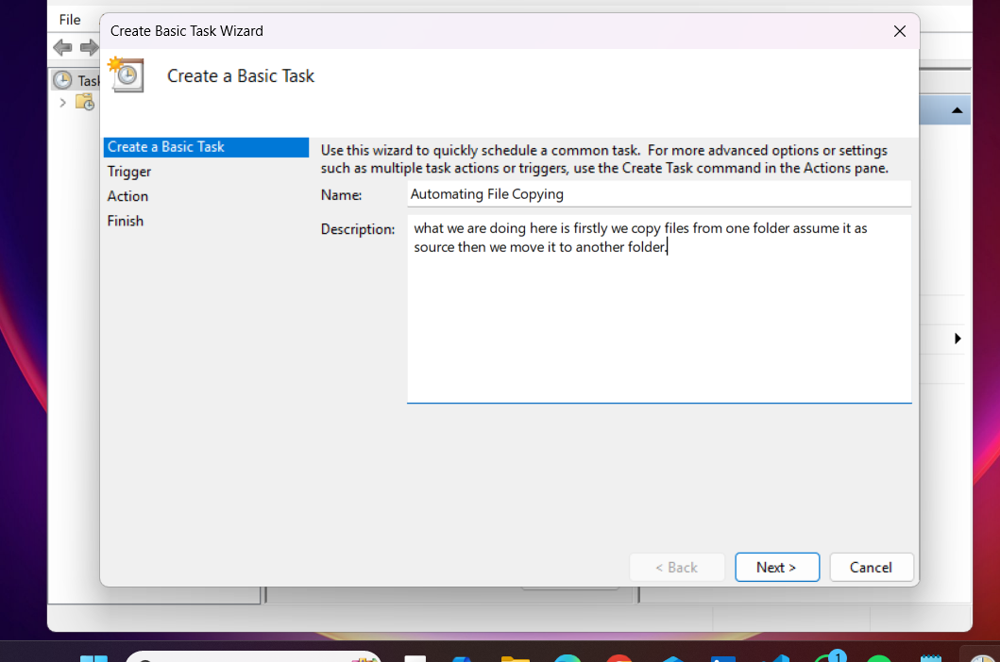 File
Create Basic Task Wizard
Create a Basic Task
Task
Create a Basic Task
Trigger
Action
Finish
Use this wizard to quickly schedule a common task.  For more advanced options or settings
such as multiple task actions or triggers, use the Create Task command in the Actions pane.
Name:
Automating File Copying
Description:
what we are doing here is firstly we copy files from one folder assume it as
source then we move it to another folder.
< Back
Next >
Cancel
1